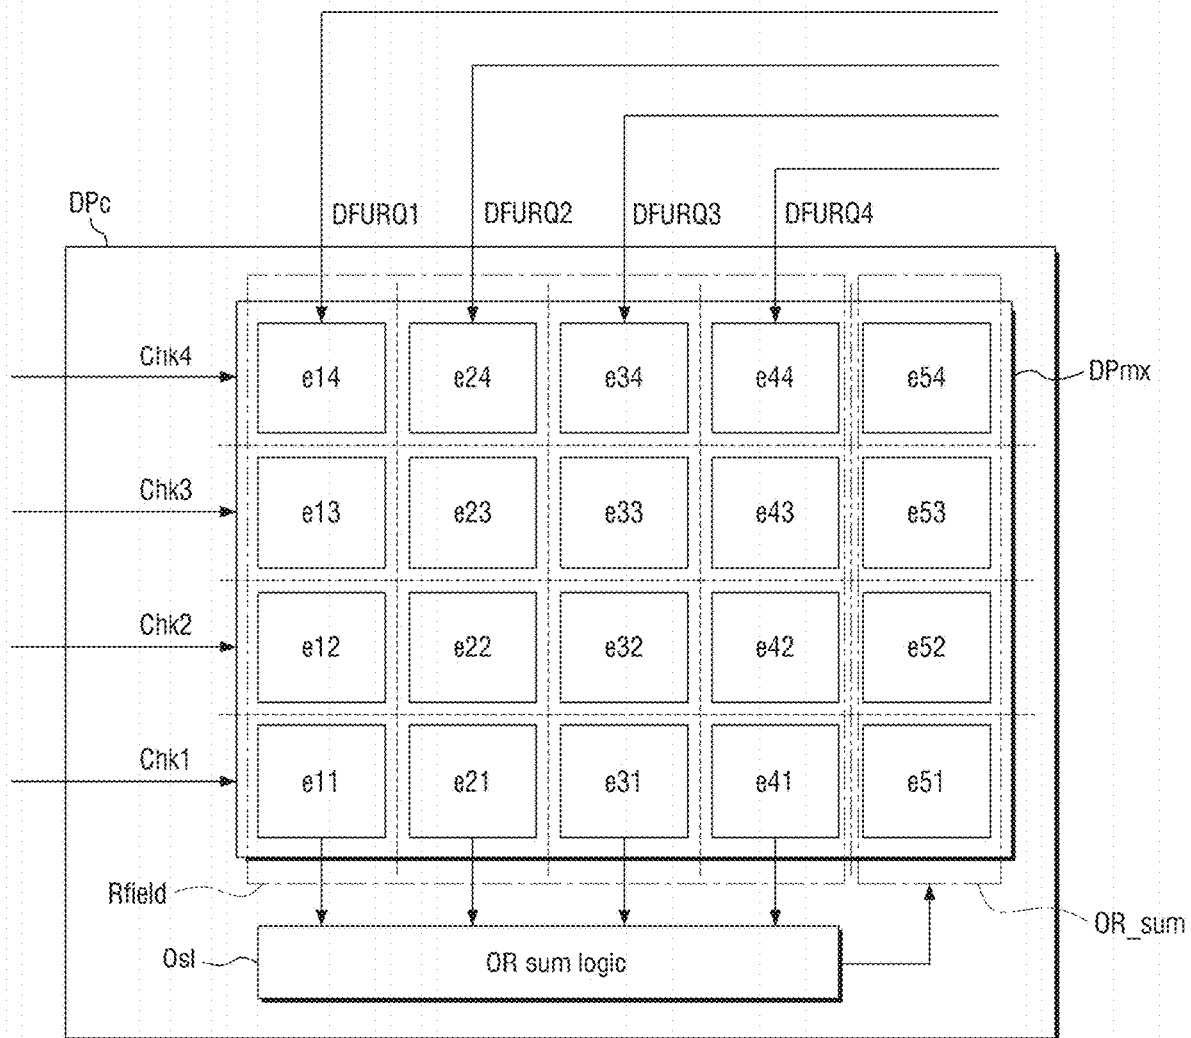 DPc
DFURQ1
DFURQ2
DFURQ3
DFURQ4
Chk4
e14
e24
e34
e44
e54
DPmx
Chk3
e13
e23
e33
e43
e53
Chk2
e12
e22
e32
e42
e52
Chk1
e11
e21
e31
e41
e51
Rfield
OR_sum
Osl
OR sum logic